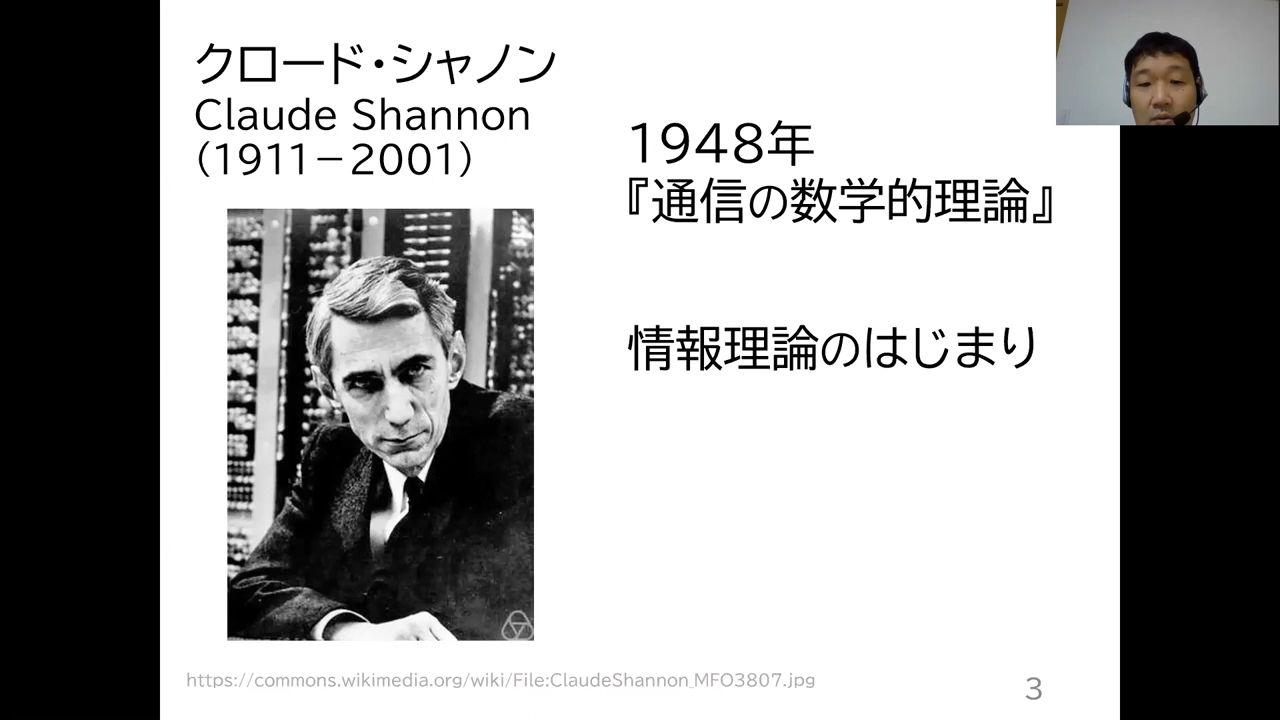 クロード・シャノン
Claude Shannon
(1911－2001)
1948年
『通信の数学的理論』
情報理論のはじまり
https://commons.wikimedia.org/wiki/File:ClaudeShannon_MFO3807.jpg
3